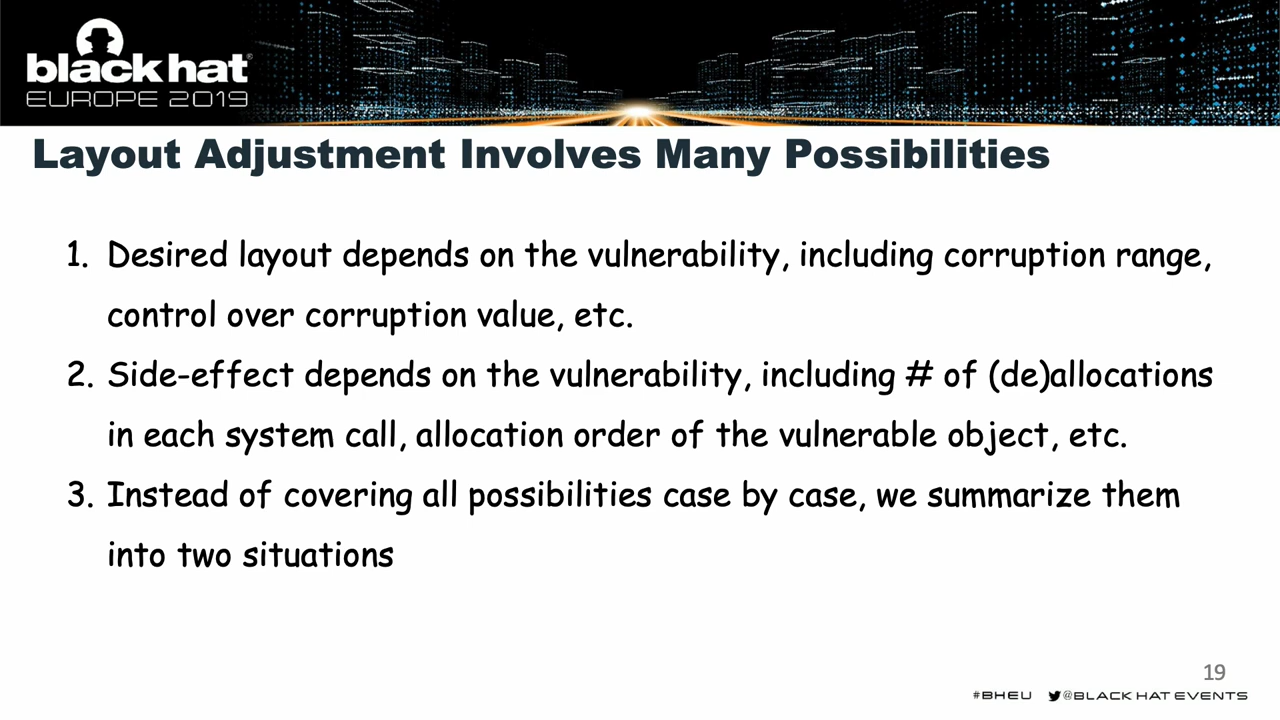 black hat
EUROPE 2019
Layout Adjustment Involves Many Possibilities
1. Desired layout depends on the vulnerability, including corruption range,
control over corruption value, etc.
2. Side-effect depends on the vulnerability, including # of (de)allocations
in each system call, allocation order of the vulnerable object, etc.
3. Instead of covering all possibilities case by case, we summarize them
into two situations
19
#BHEU @BLACK HAT EVENTS